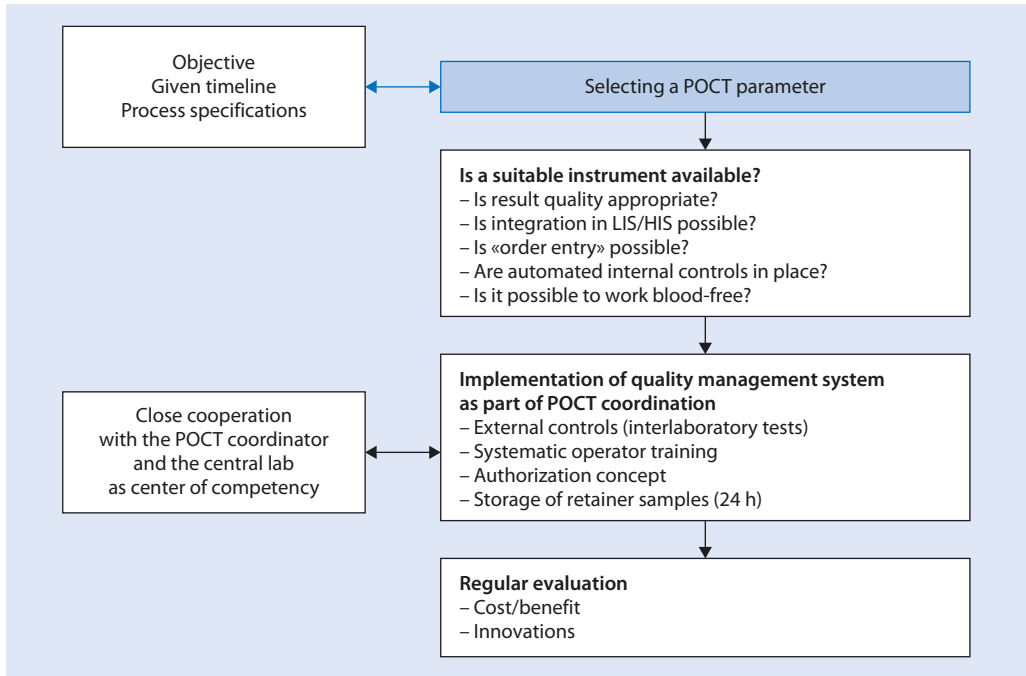 Objective
Given timeline
Process specifications
Selecting a POCT parameter
Is a suitable instrument available?
– Is result quality appropriate?
– Is integration in LIS/HIS possible?
– Is «order entry» possible?
– Are automated internal controls in place?
– Is it possible to work blood-free?
Close cooperation
with the POCT coordinator
and the central lab
as center of competency
Implementation of quality management system
as part of POCT coordination
– External controls (interlaboratory tests)
– Systematic operator training
– Authorization concept
– Storage of retainer samples (24 h)
Regular evaluation
– Cost/benefit
– Innovations